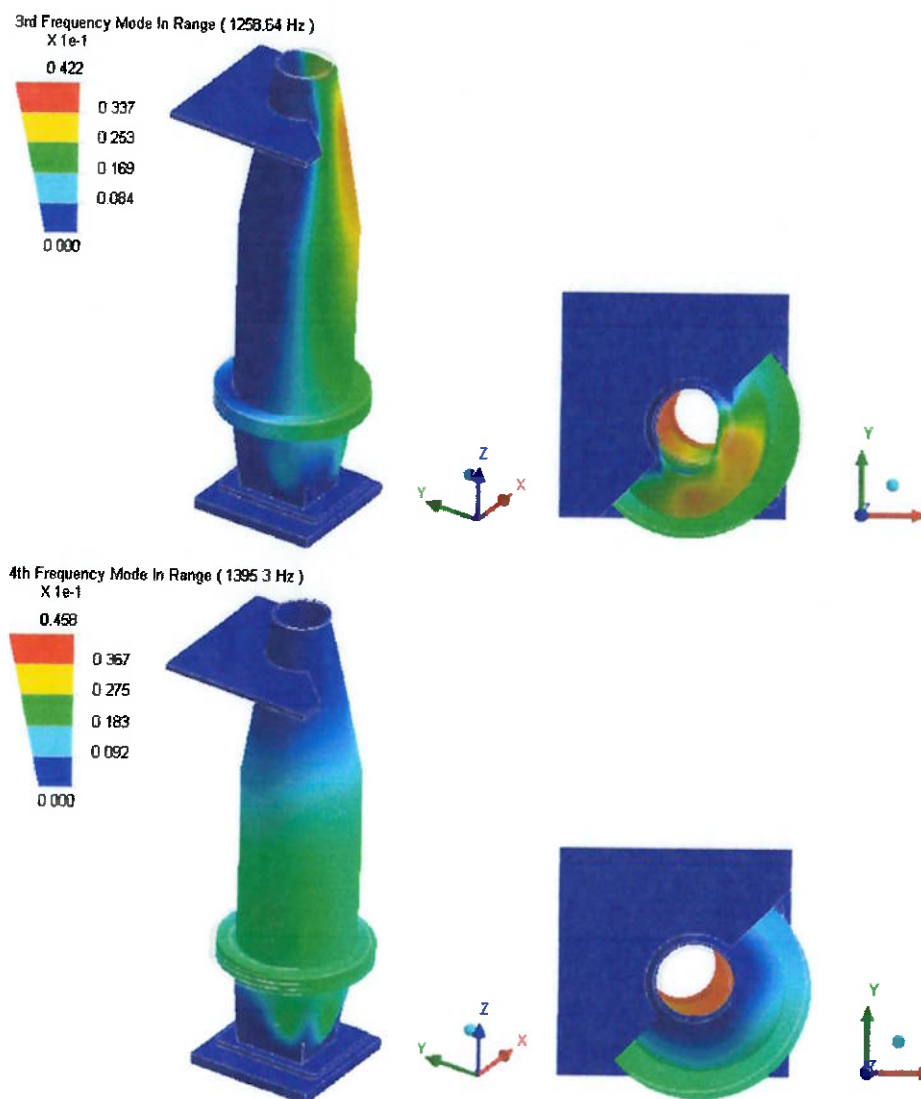 3rd Frequency Mode In Range ( 1258.64 Hz )
X 1e-1
0.422
0.337
0.253
0.169
0.084
0.000
Z
Y
X
Y
4th Frequency Mode In Range ( 1395.3 Hz )
X 1e-1
0.458
0.367
0.275
0.183
0.092
0.000
Z
Y
X
Y
Z